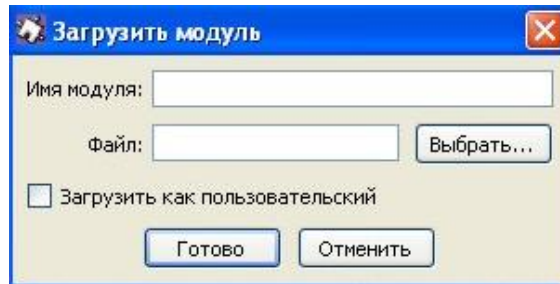 Загрузить модуль
Имя модуля:
Файл: Выбрать...
Загрузить как пользовательский
Готово Отменить